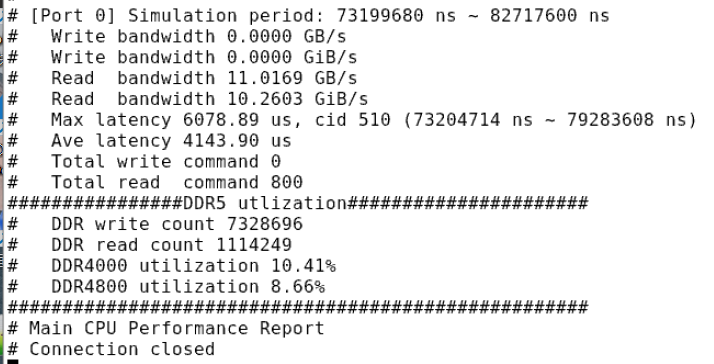 # [Port 0] Simulation period: 73199680 ns ~ 82717600 ns
#   Write bandwidth 0.0000 GB/s
#   Write bandwidth 0.0000 GiB/s
#   Read  bandwidth 11.0169 GB/s
#   Read  bandwidth 10.2603 GiB/s
#   Max latency 6078.89 us, cid 510 (73204714 ns ~ 79283608 ns)
#   Ave latency 4143.90 us
#   Total write command 0
#   Total read  command 800
################DDR5 utlization######################
#   DDR write count 7328696
#   DDR read count 1114249
#   DDR4000 utilization 10.41%
#   DDR4800 utilization 8.66%
#####################################################
# Main CPU Performance Report
# Connection closed